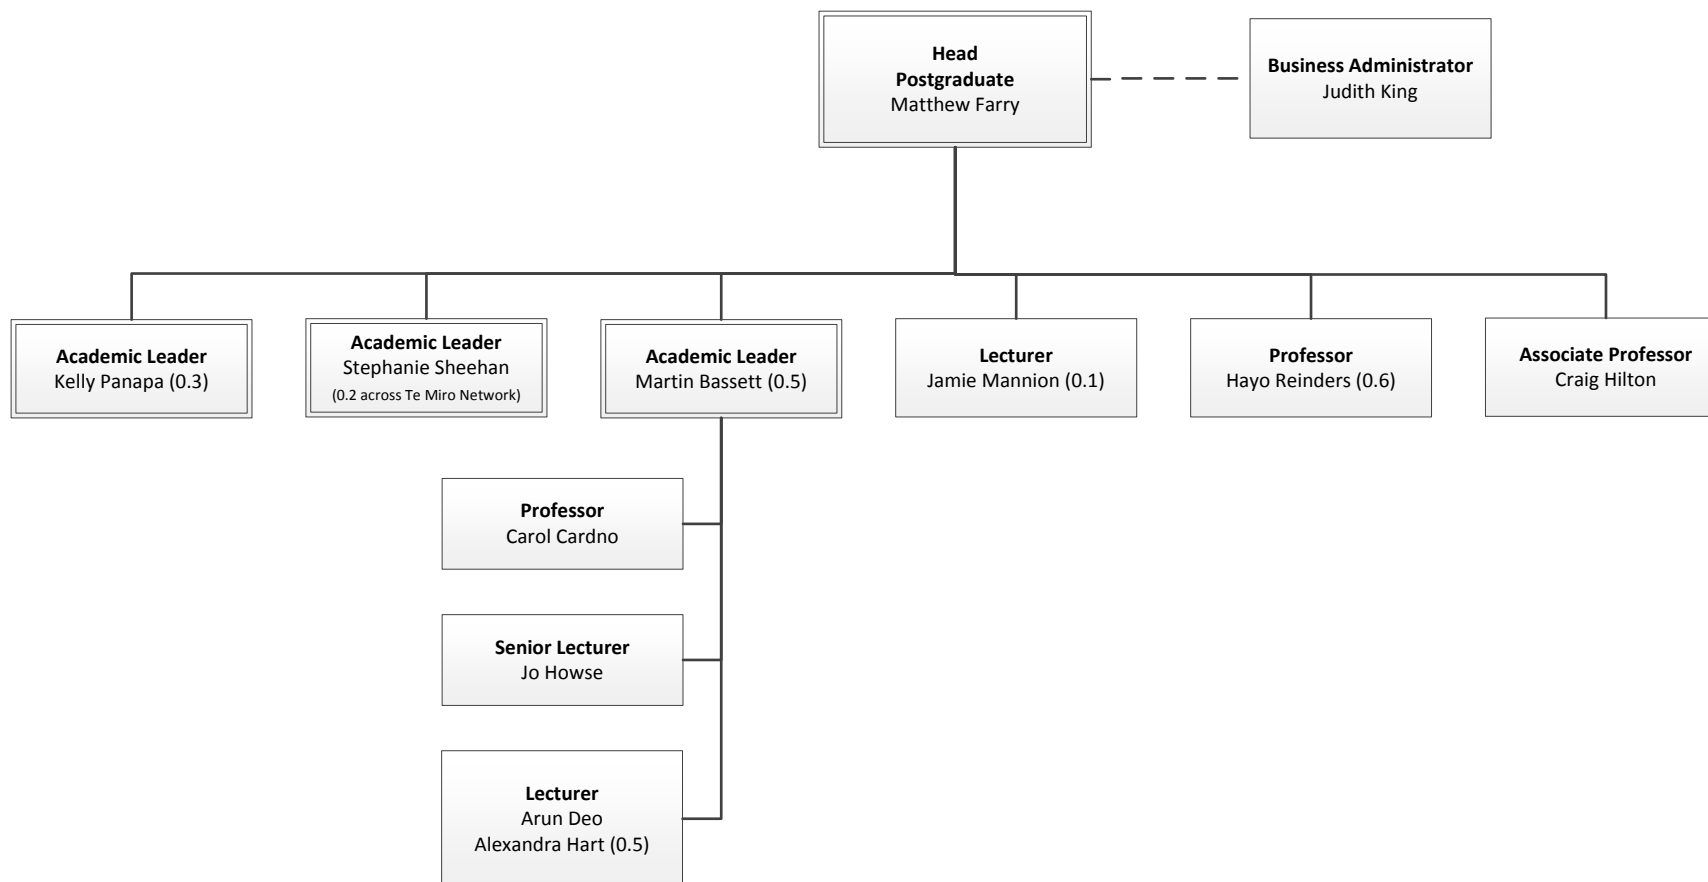 Head
Postgraduate
Matthew Farry
Business Administrator
Judith King
Academic Leader
Kelly Panapa (0.3)
Academic Leader
Stephanie Sheehan
(0.2 across Te Miro Network)
Academic Leader
Martin Bassett (0.5)
Lecturer
Jamie Mannion (0.1)
Professor
Hayo Reinders (0.6)
Associate Professor
Craig Hilton
Professor
Carol Cardno
Senior Lecturer
Jo Howse
Lecturer
Arun Deo
Alexandra Hart (0.5)